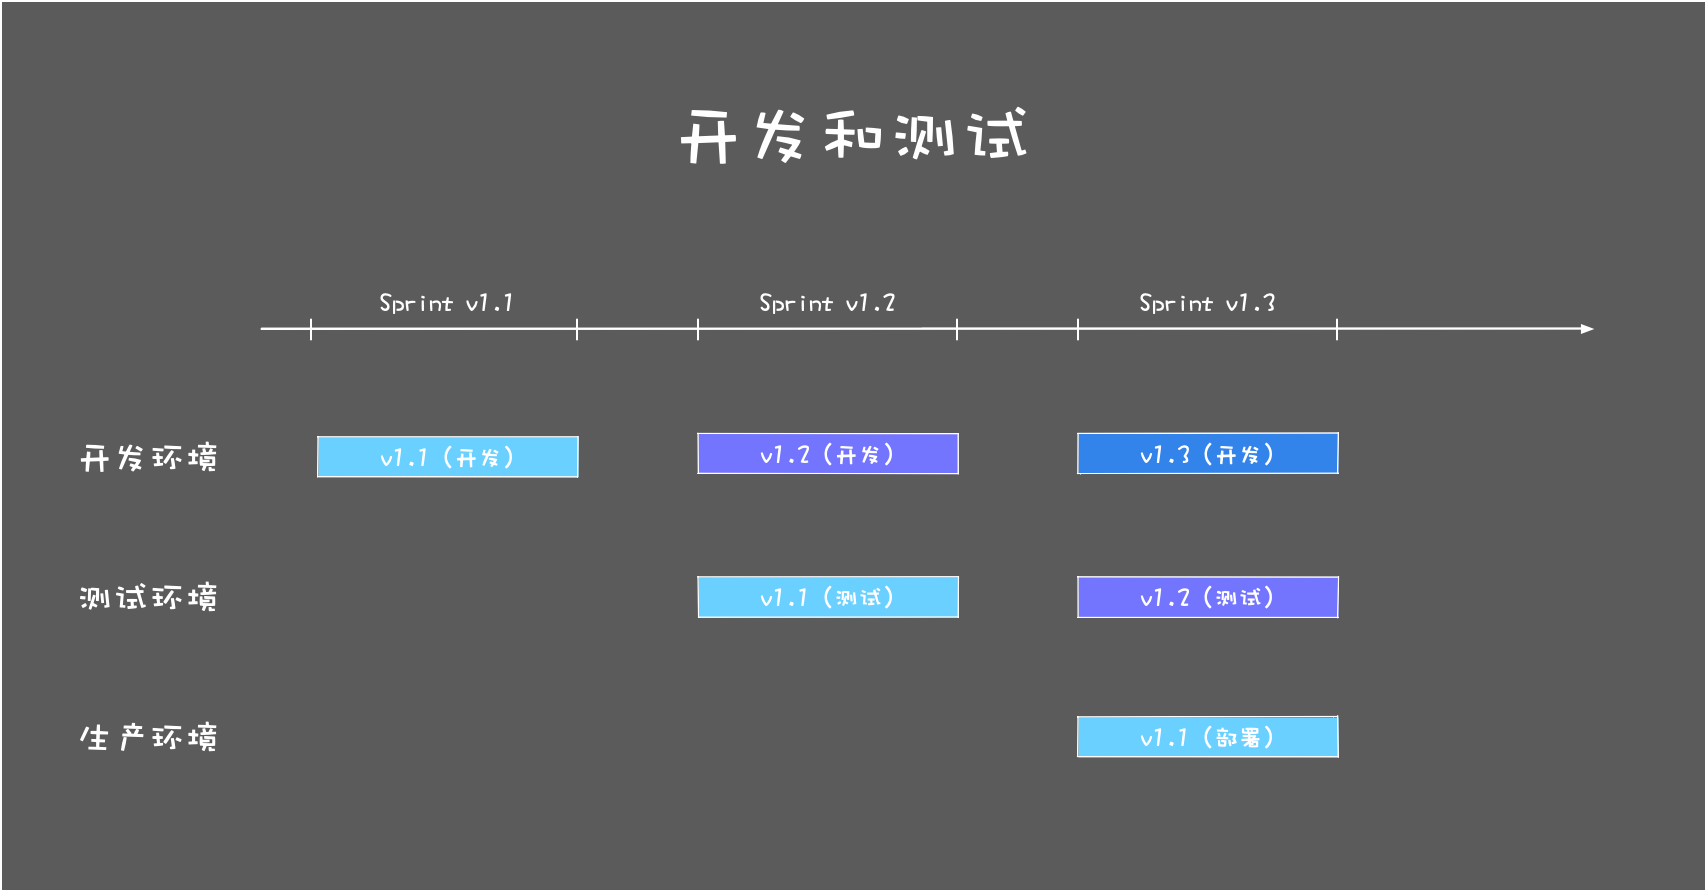 开发和测试
Sprint v1.1 Sprint v1.2 Sprint v1.3
开发环境 v1.1（开发） v1.2（开发） v1.3（开发）
测试环境 v1.1（测试） v1.2（测试）
生产环境 v1.1（部署）